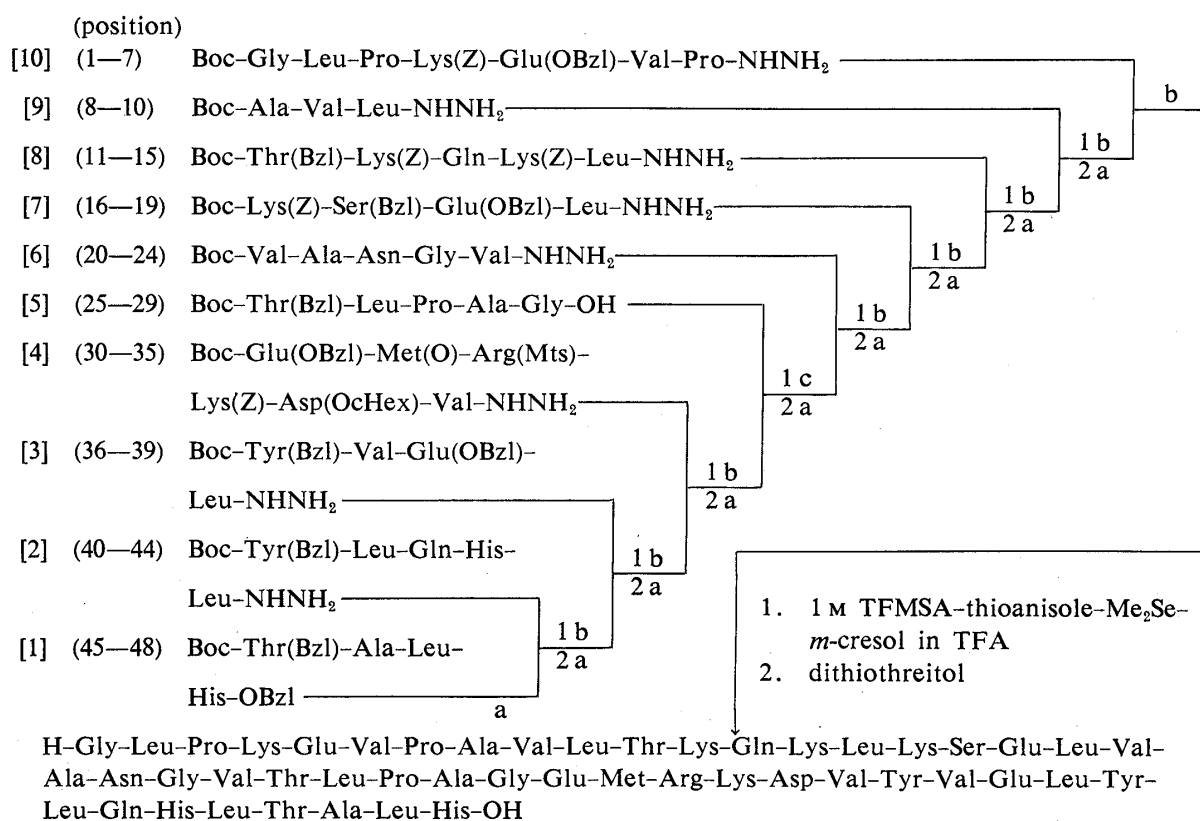 (position)
[10] (1—7) Boc–Gly–Leu–Pro–Lys(Z)–Glu(OBzl)–Val–Pro–NHNH₂
b
[9] (8—10) Boc–Ala–Val–Leu–NHNH₂
1 b
2 a
[8] (11—15) Boc–Thr(Bzl)–Lys(Z)–Gln–Lys(Z)–Leu–NHNH₂
1 b
2 a
[7] (16—19) Boc–Lys(Z)–Ser(Bzl)–Glu(OBzl)–Leu–NHNH₂
1 b
2 a
[6] (20—24) Boc–Val–Ala–Asn–Gly–Val–NHNH₂
1 b
2 a
[5] (25—29) Boc–Thr(Bzl)–Leu–Pro–Ala–Gly–OH
[4] (30—35) Boc–Glu(OBzl)–Met(O)–Arg(Mts)–
1 c
2 a
Lys(Z)–Asp(OcHex)–Val–NHNH₂
[3] (36—39) Boc–Tyr(Bzl)–Val–Glu(OBzl)–
1 b
2 a
Leu–NHNH₂
[2] (40—44) Boc–Tyr(Bzl)–Leu–Gln–His–
1 b
2 a
Leu–NHNH₂
[1] (45—48) Boc–Thr(Bzl)–Ala–Leu–
1 b
2 a
His–OBzl
a
1. 1 M TFMSA–thioanisole–Me₂Se–
m-cresol in TFA
2. dithiothreitol
H–Gly–Leu–Pro–Lys–Glu–Val–Pro–Ala–Val–Leu–Thr–Lys–Gln–Lys–Leu–Lys–Ser–Glu–Leu–Val–
Ala–Asn–Gly–Val–Thr–Leu–Pro–Ala–Gly–Glu–Met–Arg–Lys–Asp–Val–Tyr–Val–Glu–Leu–Tyr–
Leu–Gln–His–Leu–Thr–Ala–Leu–His–OH